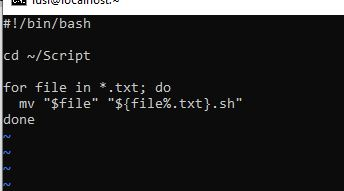 #!/bin/bash
cd ~/Script
for file in *.txt; do
  mv "$file" "${file%.txt}.sh"
done
~
~
~
~